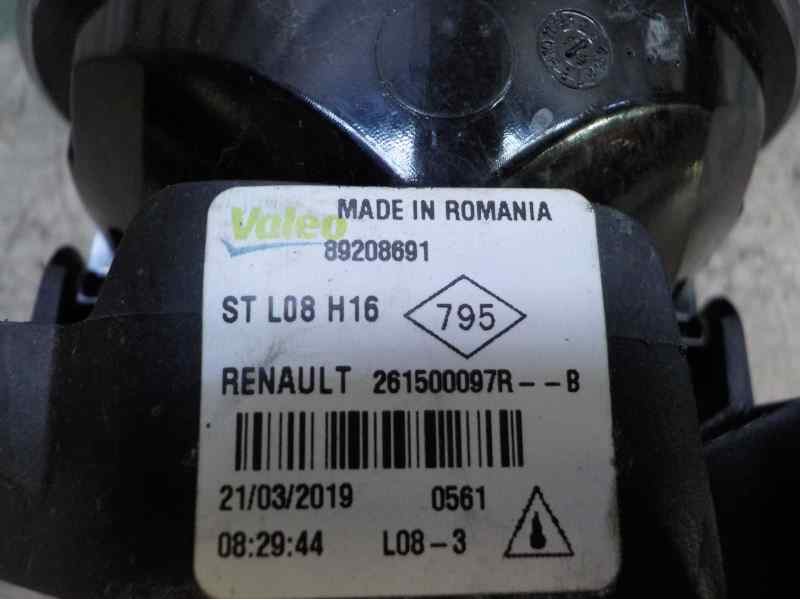 Valeo MADE IN ROMANIA
89208691
ST L08 H16 795
RENAULT 261500097R--B
21/03/2019 0561
08:29:44 L08-3